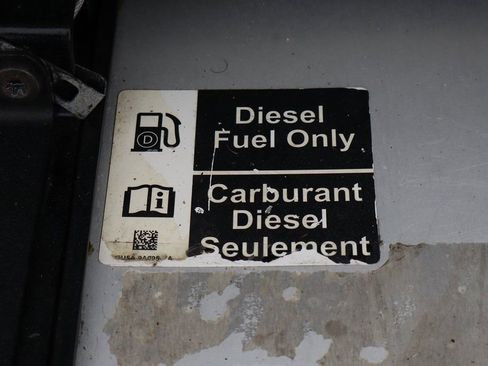 Diesel
Fuel Only
D
Carburant
Diesel
Seulement
i